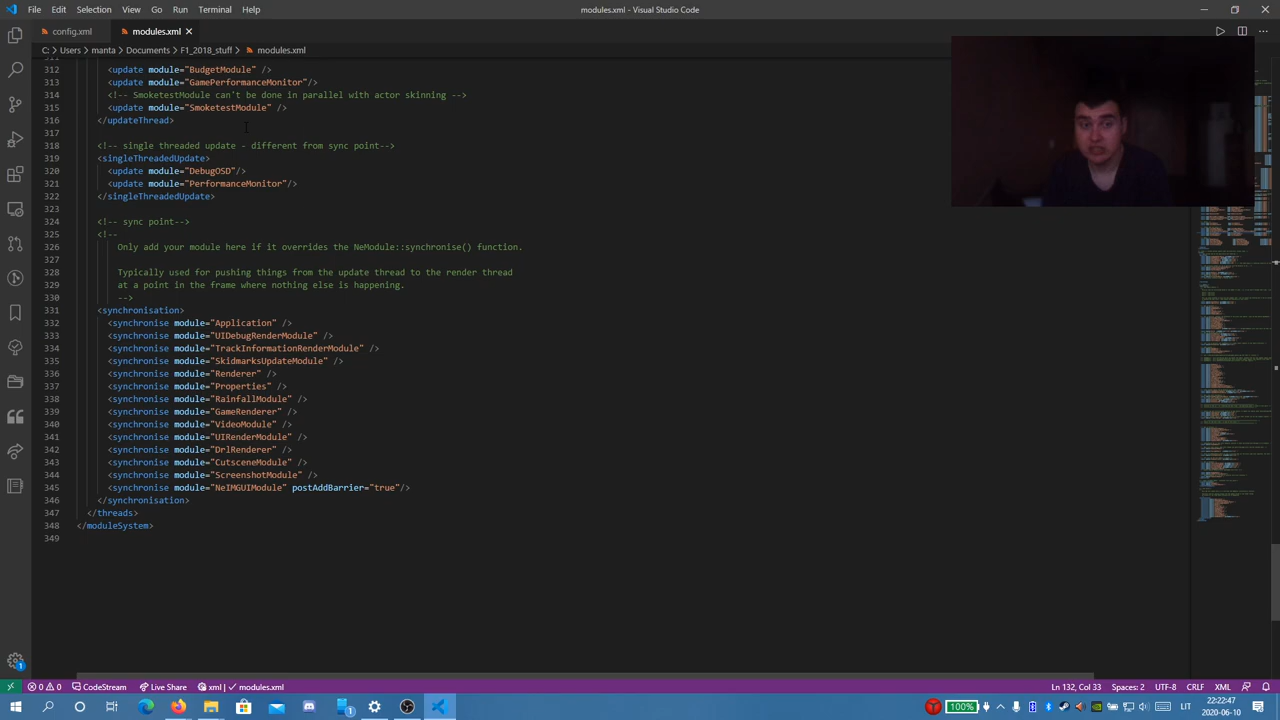 File Edit Selection View Go Run Terminal Help modules.xml - Visual Studio Code
config.xml modules.xml
C: > Users > manta > Documents > F1_2018_stuff > modules.xml
312 <update module="BudgetModule" />
313 <update module="GamePerformanceMonitor"/>
314 <!-- SmoketestModule can't be done in parallel with actor skinning -->
315 <update module="SmoketestModule" />
316 </updateThread>
317
318 <!-- single threaded update - different from sync point-->
319 <singleThreadedUpdate>
320 <update module="DebugOSD"/>
321 <update module="PerformanceMonitor"/>
322 </singleThreadedUpdate>
323
324 <!-- sync point-->
325 <!--
326 Only add your module here if it overrides the NeModule::synchronise() function.
327
328 Typically used for pushing things from the update thread to the render thread
329 at a point in the frame where nothing else is happening.
330 -->
331 <synchronisation>
332 <synchronise module="Application" />
333 <synchronise module="UIDebugRenderModule" />
334 <synchronise module="TrackInformationRenderModule" />
335 <synchronise module="SkidmarksUpdateModule" />
336 <synchronise module="Renderer" />
337 <synchronise module="Properties" />
338 <synchronise module="RainfallModule" />
339 <synchronise module="GameRenderer" />
340 <synchronise module="VideoModule" />
341 <synchronise module="UIRenderModule" />
342 <synchronise module="DrlRenderer" />
343 <synchronise module="CutsceneModule" />
344 <synchronise module="ScreenshotModule" />
345 <synchronise module="NeIMGUIModule" postAddBarrier="true"/>
346 </synchronisation>
347 </threads>
348 </moduleSystem>
349
0 0 CodeStream Live Share xml | ✓ modules.xml Ln 132, Col 33 Spaces: 2 UTF-8 CRLF XML
100% LIT 22:22:47
2020-06-10